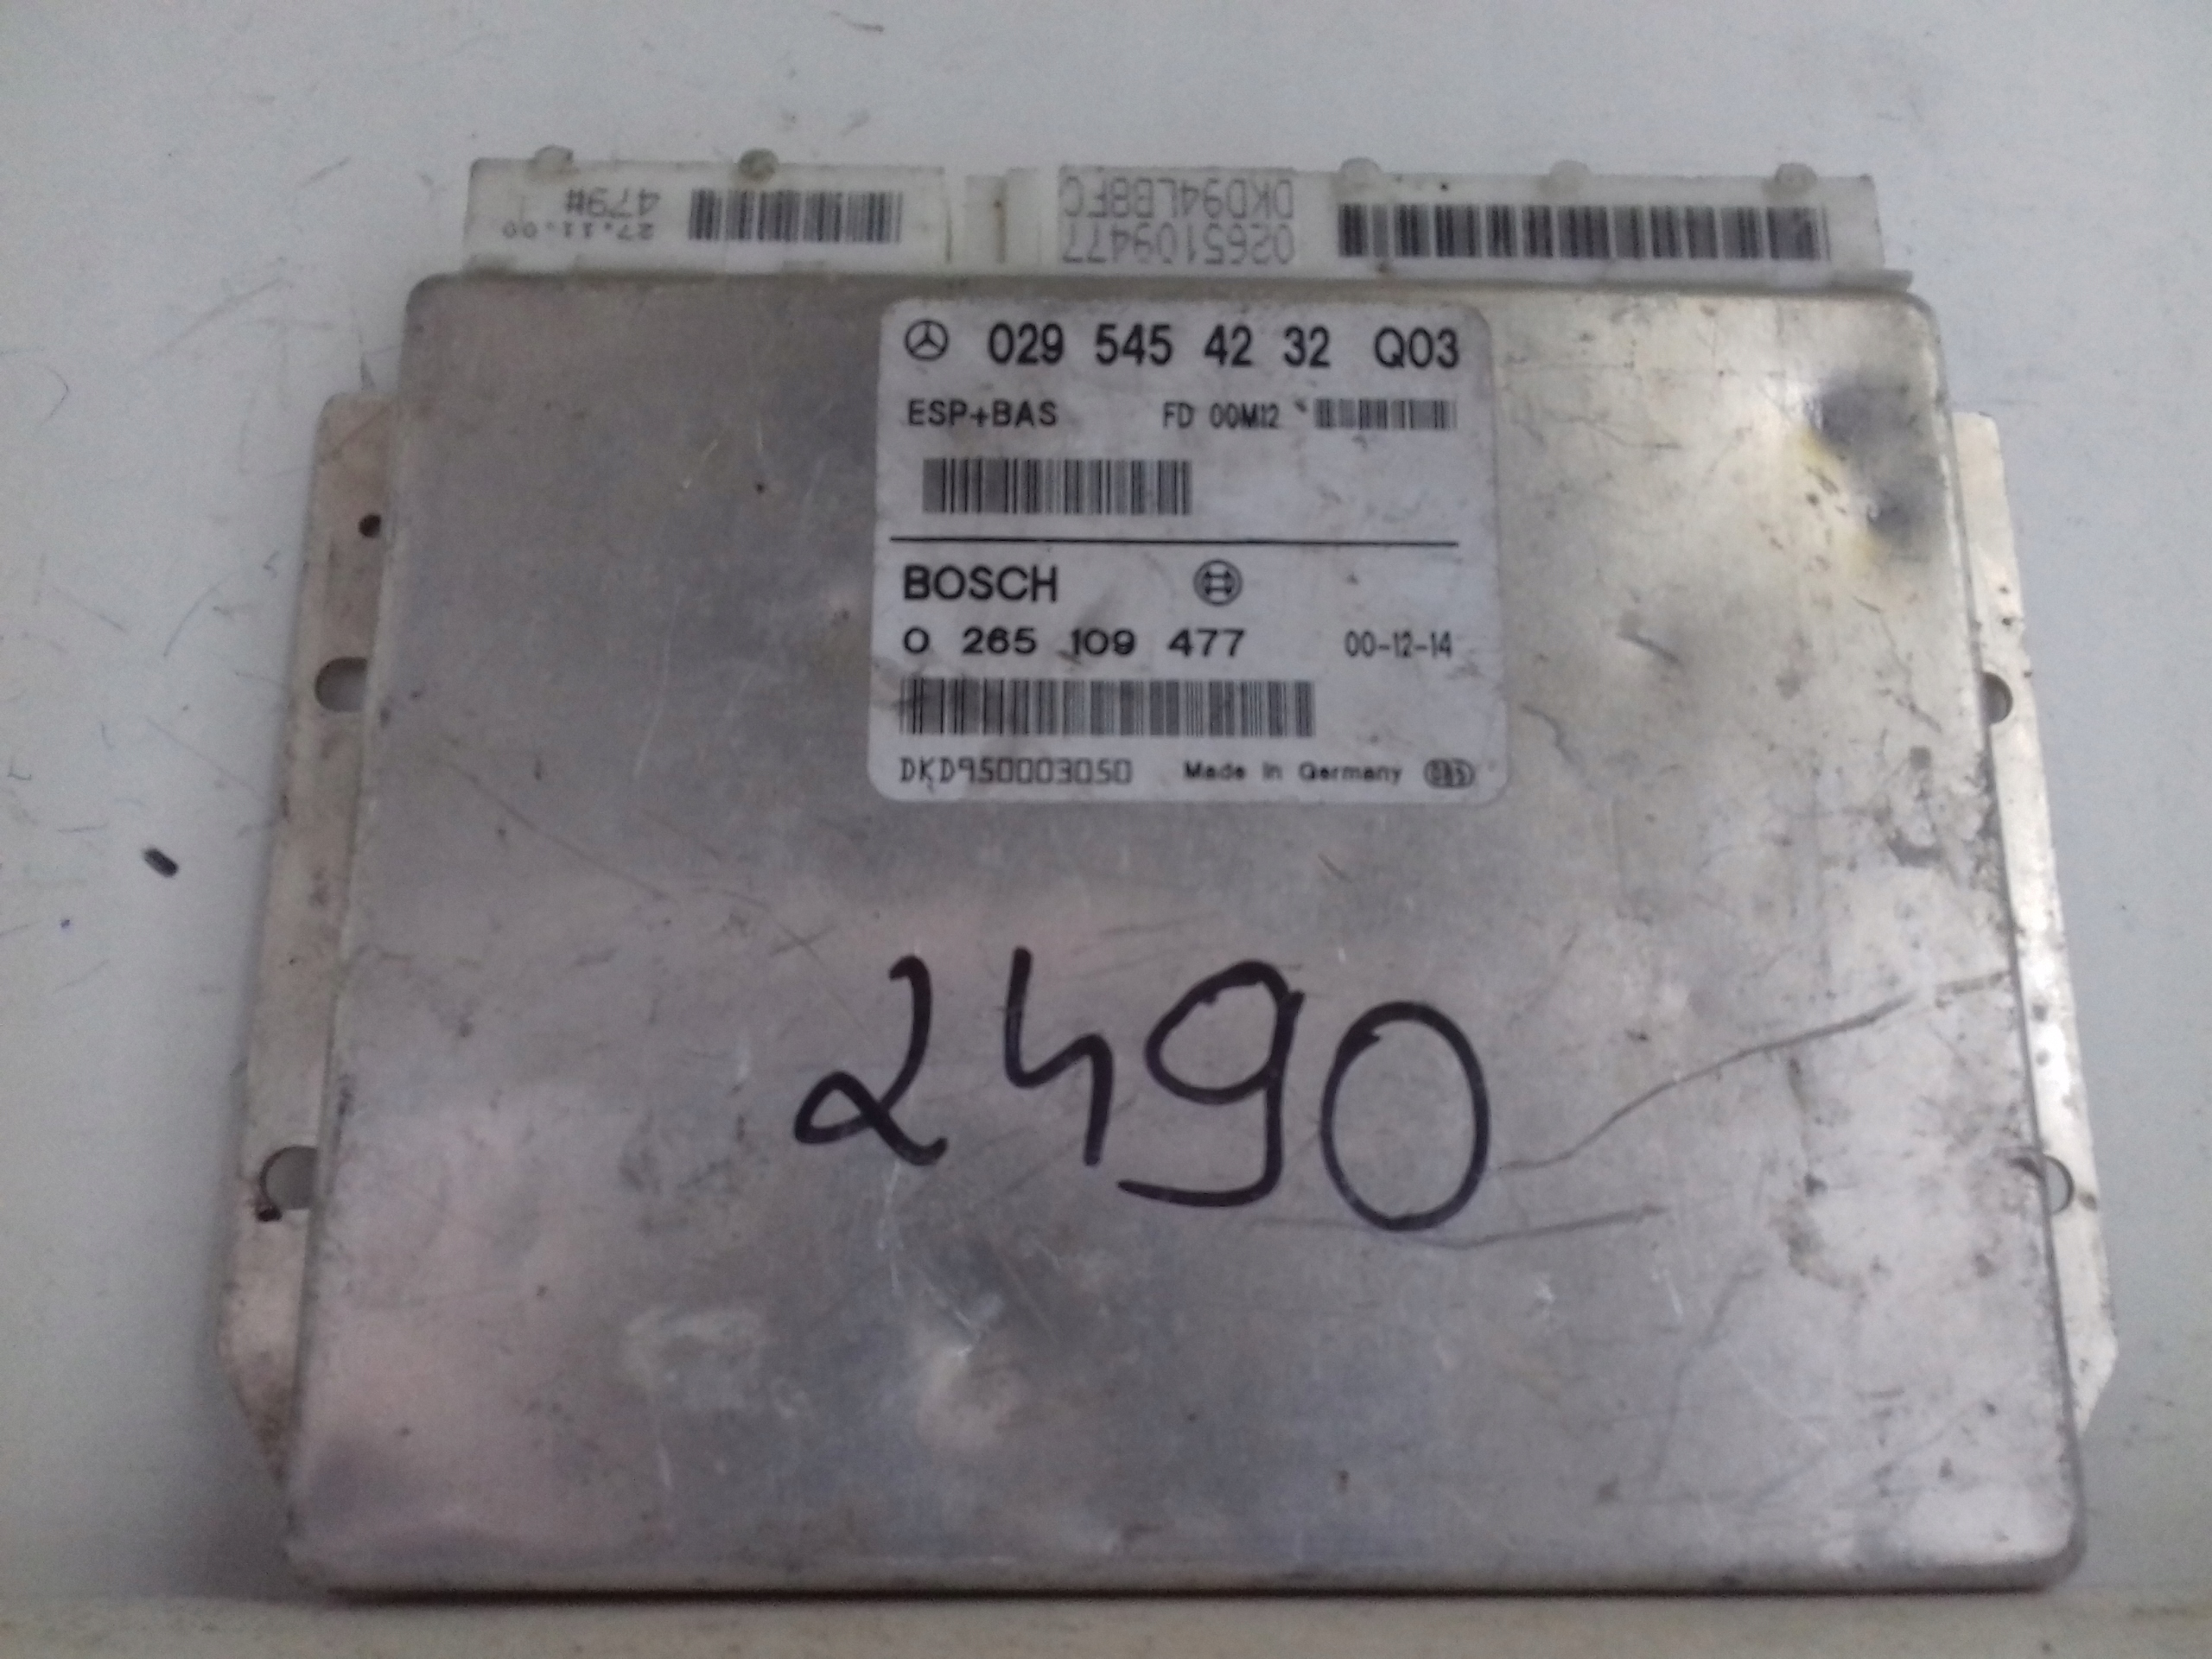 479#
27.11.00
DKD94LB8FC
0265109477
029 545 42 32 Q03
ESP+BAS FD 00M12
BOSCH
0 265 109 477 00-12-14
DKD950003050 Made in Germany
2490